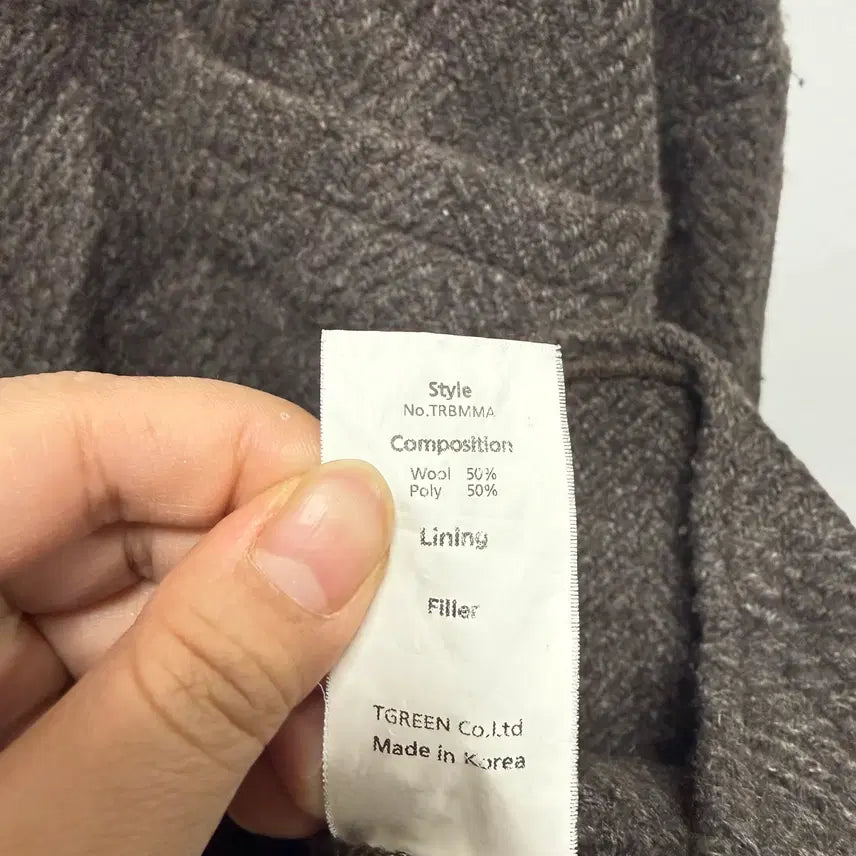 Style
No.TRBMMA
Composition
Wool 50%
Poly 50%
Lining
Filler
TGREEN Co,Ltd
Made in Korea